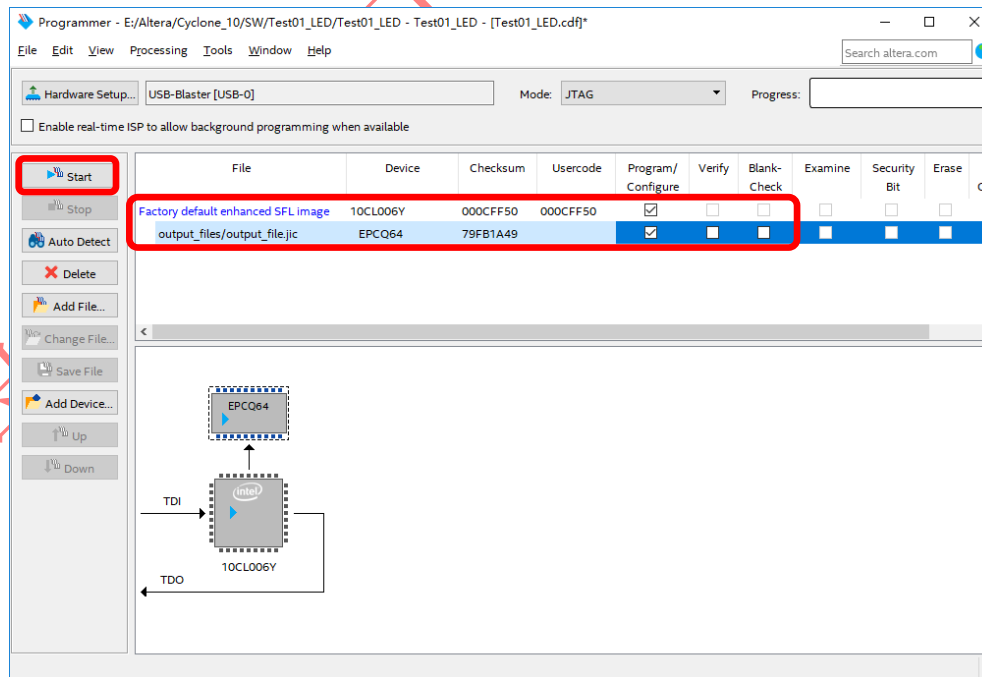 Programmer - E:/Altera/Cyclone_10/SW/Test01_LED/Test01_LED - Test01_LED - [Test01_LED.cdf]*
File Edit View Processing Tools Window Help
Search altera.com
Hardware Setup... USB-Blaster [USB-0] Mode: JTAG Progress:
Enable real-time ISP to allow background programming when available
Start
Stop
Auto Detect
Delete
Add File...
Change File...
Save File
Add Device...
Up
Down
File Device Checksum Usercode Program/ Verify Blank- Examine Security Erase
Configure Check Bit
Factory default enhanced SFL image 10CL006Y 000CFF50 000CFF50
output_files/output_file.jic EPCQ64 79FB1A49
EPCQ64
intel
TDI
10CL006Y
TDO